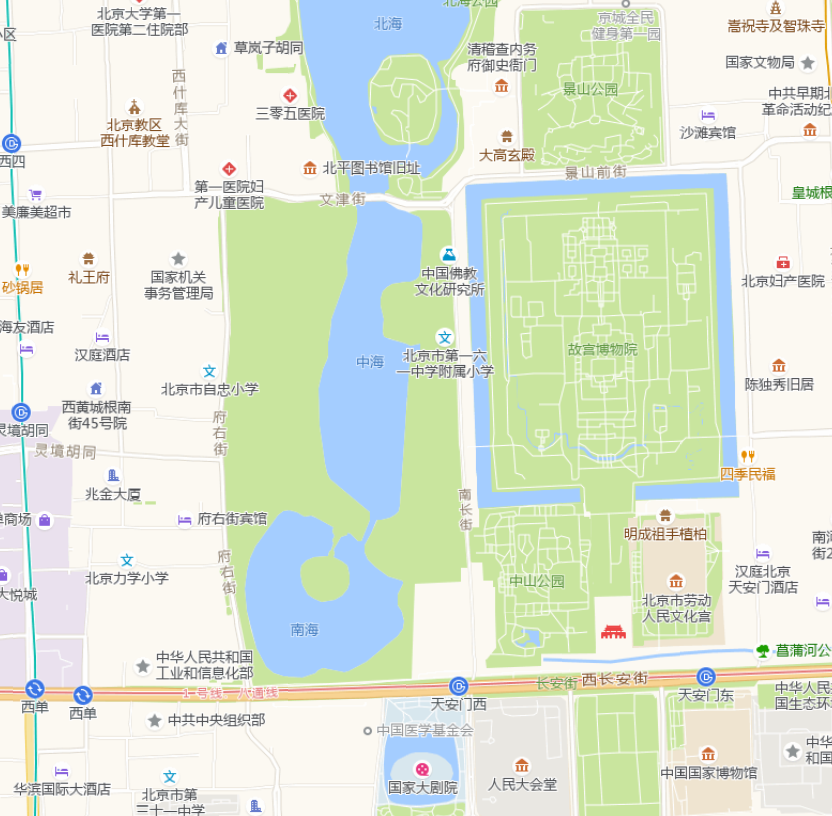 北海公园
北京大学第一
医院第二住院部
北海
京城全民
健身第一园
嵩祝寺及智珠寺
小区
草岚子胡同
清稽查内务
府御史衙门
国家文物局
西什库大街
景山公园
三零五医院
中共早期北
革命活动纪
北京教区
西什库教堂
沙滩宾馆
西四
大高玄殿
北平图书馆旧址
景山前街
第一医院妇
产儿童医院
文津街
皇城根
美廉美超市
礼王府
国家机关
事务管理局
中国佛教
文化研究所
北京妇产医院
砂锅居
海友酒店
汉庭酒店
中海
北京市第一六
一中学附属小学
故宫博物院
北京市自忠小学
陈独秀旧居
西黄城根南
街45号院
府右街
灵境胡同
灵境胡同
四季民福
兆金大厦
南长街
单商场
府右街宾馆
明成祖手植柏
南河
街2
北京力学小学
府右街
中山公园
汉庭北京
天安门酒店
大悦城
北京市劳动
人民文化宫
南海
菖蒲河公
中华人民共和国
工业和信息化部
1号线 八通线
长安街
西长安街
西单
西单
天安门西
天安门东
中华人民
国生态环
中共中央组织部
中国医学基金会
中华
和国
华滨国际大酒店
北京市第
三十一中学
国家大剧院
人民大会堂
中国国家博物馆